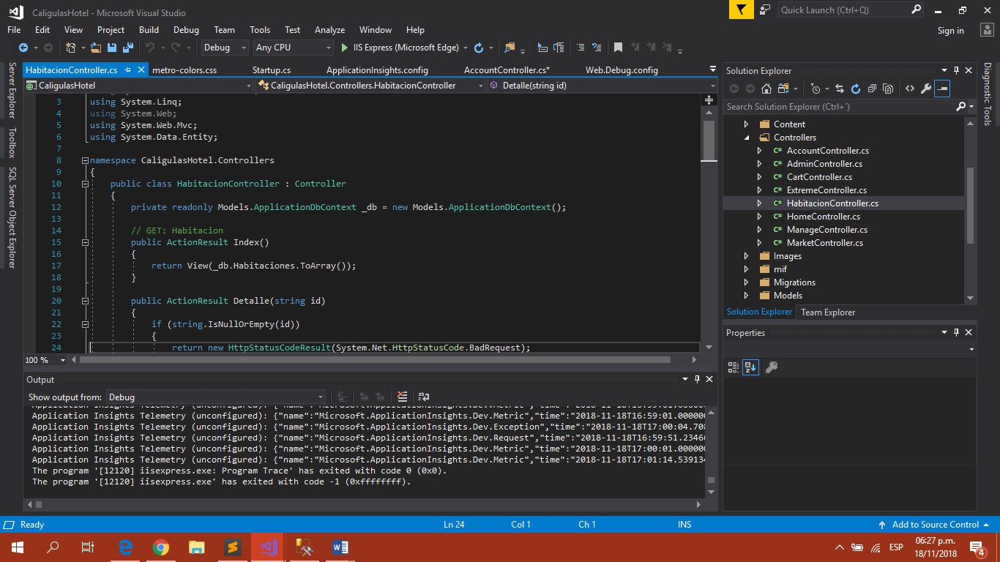 CaligulasHotel - Microsoft Visual Studio
Quick Launch (Ctrl+Q)
File Edit View Project Build Debug Team Tools Test Analyze Window Help
Sign in
Debug Any CPU IIS Express (Microsoft Edge)
Server Explorer
Toolbox
SQL Server Object Explorer
HabitacionController.cs metro-colors.css Startup.cs ApplicationInsights.config AccountController.cs* Web.Debug.config
CaligulasHotel CaligulasHotel.Controllers.HabitacionController Detalle(string id)
3 using System.Linq;
4 using System.Web;
5 using System.Web.Mvc;
6 using System.Data.Entity;
7
8 namespace CaligulasHotel.Controllers
9 {
10 public class HabitacionController : Controller
11 {
12 private readonly Models.ApplicationDbContext _db = new Models.ApplicationDbContext();
13
14 // GET: Habitacion
15 public ActionResult Index()
16 {
17 return View(_db.Habitaciones.ToArray());
18 }
19
20 public ActionResult Detalle(string id)
21 {
22 if (string.IsNullOrEmpty(id))
23 {
24 return new HttpStatusCodeResult(System.Net.HttpStatusCode.BadRequest);
100 %
Output
Show output from: Debug
Application Insights Telemetry (unconfigured): {"name":"Microsoft.ApplicationInsights.Dev.Metric","time":"2018-11-18T16:59:01.000000
Application Insights Telemetry (unconfigured): {"name":"Microsoft.ApplicationInsights.Dev.Exception","time":"2018-11-18T17:00:04.708
Application Insights Telemetry (unconfigured): {"name":"Microsoft.ApplicationInsights.Dev.Request","time":"2018-11-18T16:59:51.23466
Application Insights Telemetry (unconfigured): {"name":"Microsoft.ApplicationInsights.Dev.Metric","time":"2018-11-18T17:00:01.000000
Application Insights Telemetry (unconfigured): {"name":"Microsoft.ApplicationInsights.Dev.Metric","time":"2018-11-18T17:01:14.539134
The program '[12120] iisexpress.exe: Program Trace' has exited with code 0 (0x0).
The program '[12120] iisexpress.exe' has exited with code -1 (0xffffffff).
Solution Explorer
Search Solution Explorer (Ctrl+´)
Content
Controllers
C# AccountController.cs
C# AdminController.cs
C# CartController.cs
C# ExtremeController.cs
C# HabitacionController.cs
C# HomeController.cs
C# ManageController.cs
C# MarketController.cs
Images
mif
Migrations
Models
Solution Explorer Team Explorer
Properties
Diagnostic Tools
Ready Ln 24 Col 1 Ch 1 INS Add to Source Control
ESP
06:27 p.m.
18/11/2018
4